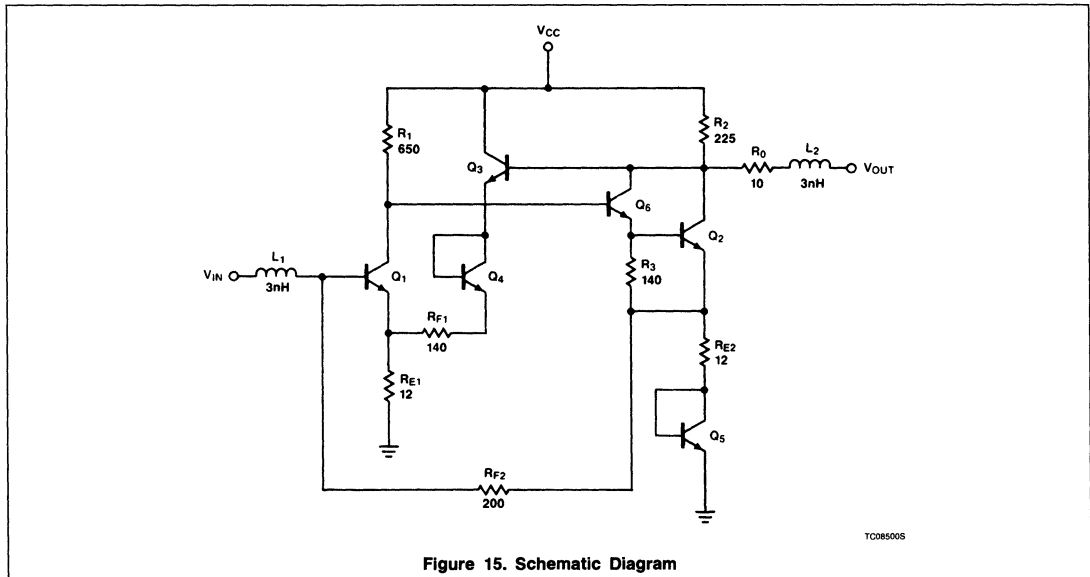 VCC
R1
650
R2
225
R0
10
L2
3nH
VOUT
Q3
Q6
Q2
L1
3nH
VIN
Q1
Q4
R3
140
RF1
140
RE1
12
RE2
12
Q5
RF2
200
TC08500S
Figure 15. Schematic Diagram